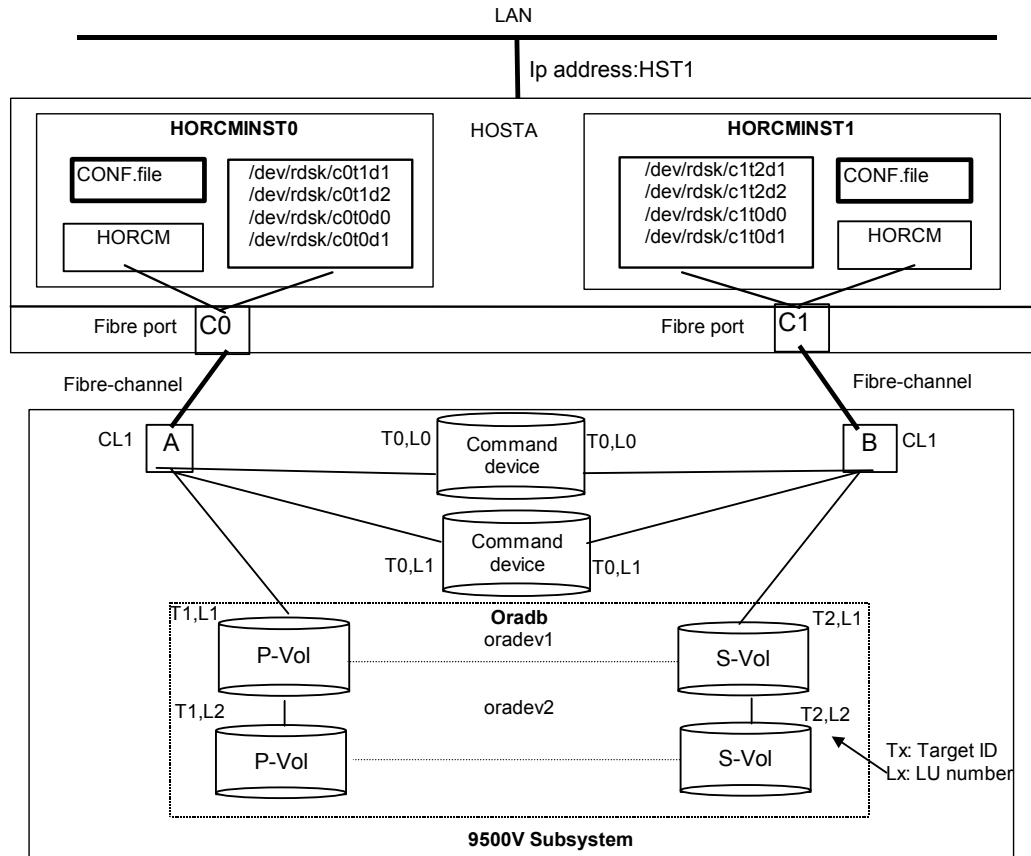 LAN
Ip address:HST1
HORCMINST0
HOSTA
HORCMINST1
CONF.file
/dev/rdsk/c0t1d1
/dev/rdsk/c0t1d2
/dev/rdsk/c0t0d0
/dev/rdsk/c0t0d1
HORCM
/dev/rdsk/c1t2d1
/dev/rdsk/c1t2d2
/dev/rdsk/c1t0d0
/dev/rdsk/c1t0d1
CONF.file
HORCM
Fibre port
C0
Fibre port
C1
Fibre-channel
Fibre-channel
CL1
A
T0,L0
Command
device
T0,L0
B
CL1
T0,L1
Command
device
T0,L1
Oradb
T1,L1
oradev1
T2,L1
P-Vol
S-Vol
T1,L2
oradev2
T2,L2
P-Vol
S-Vol
Tx: Target ID
Lx: LU number
9500V Subsystem